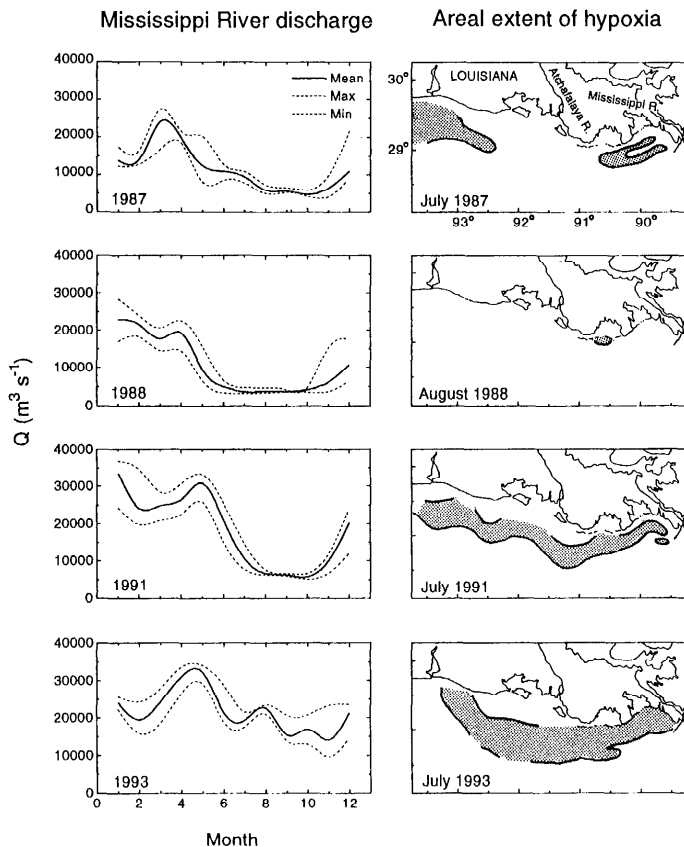 Mississippi River discharge
Areal extent of hypoxia
Q (m³ s⁻¹)
40000
30000
20000
10000
0
Mean
Max
Min
1987
30°
29°
LOUISIANA
Atchafalaya R.
Mississippi R.
July 1987
93° 92° 91° 90°
40000
30000
20000
10000
0
1988
August 1988
40000
30000
20000
10000
0
1991
July 1991
40000
30000
20000
10000
0
1993
0 2 4 6 8 10 12
Month
July 1993